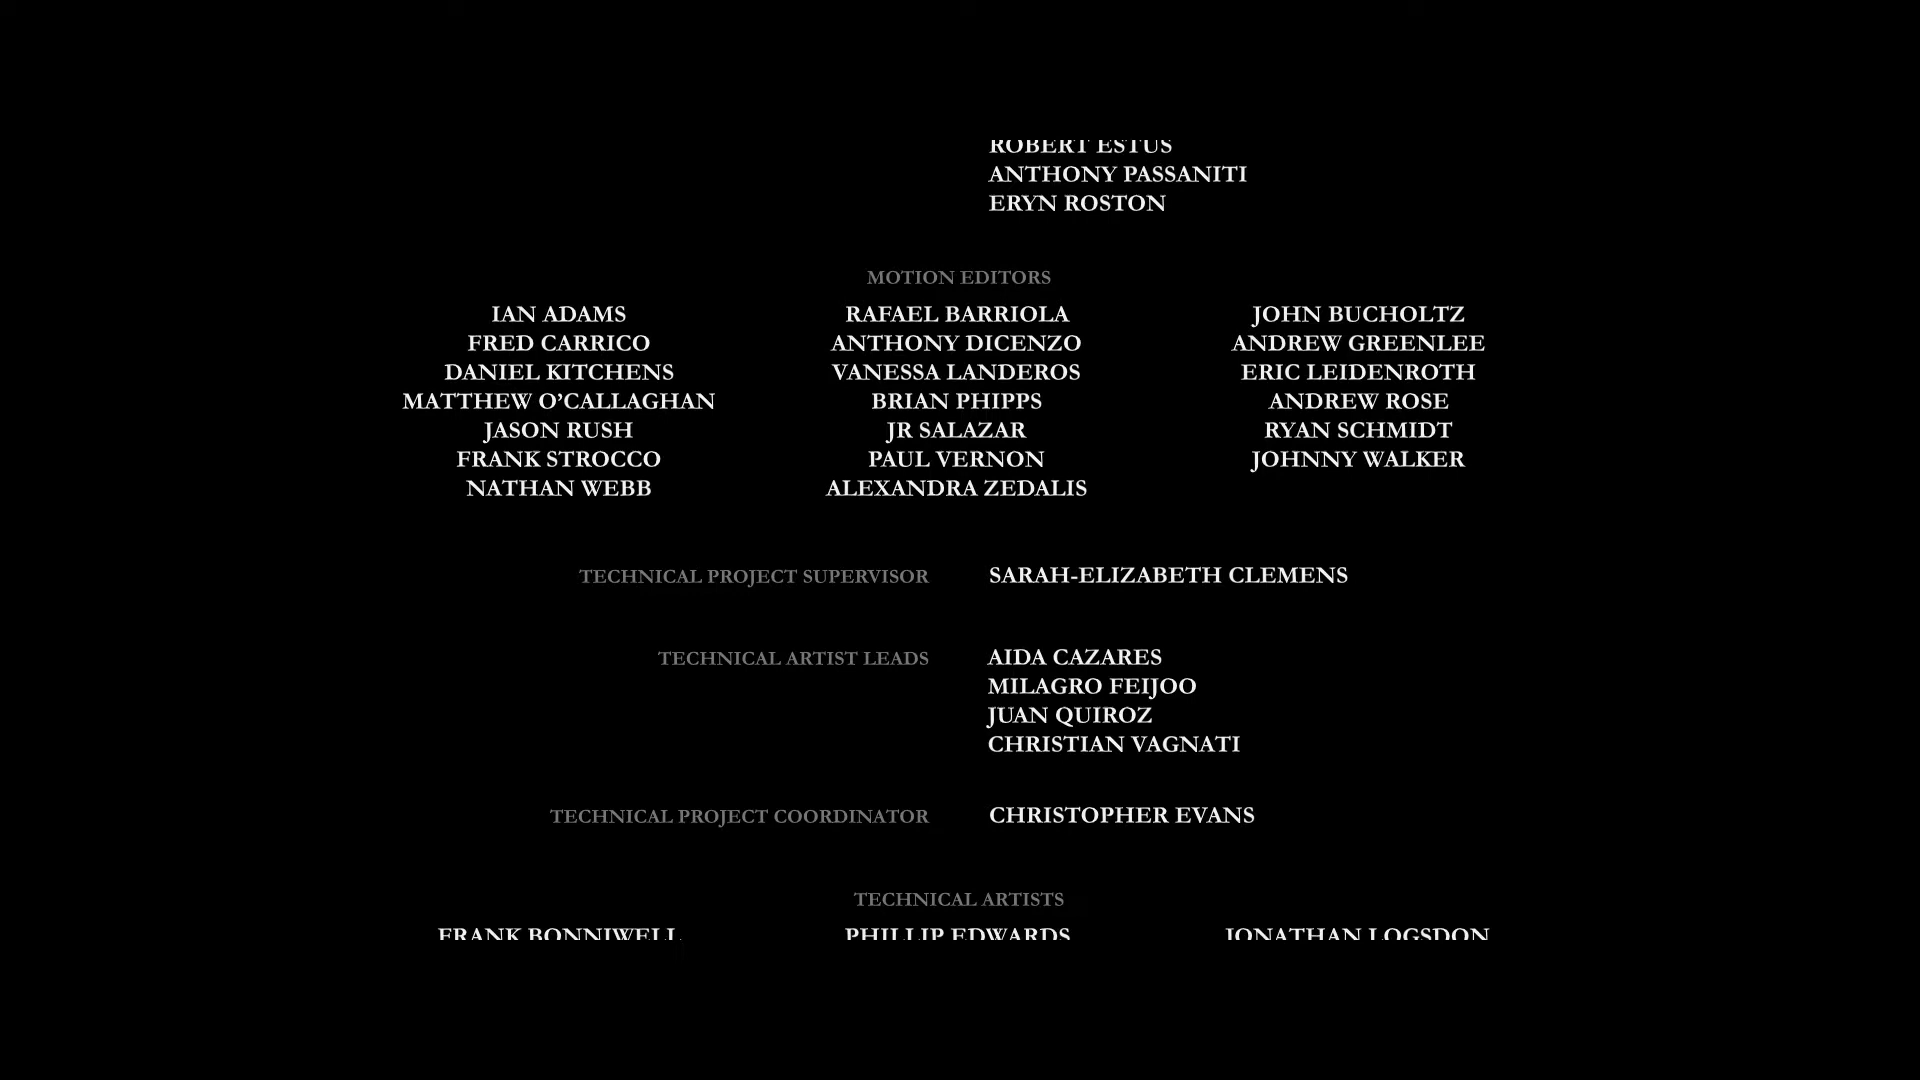 ROBERT ESTUS
ANTHONY PASSANITI
ERYN ROSTON
MOTION EDITORS
IAN ADAMS RAFAEL BARRIOLA JOHN BUCHOLTZ
FRED CARRICO ANTHONY DICENZO ANDREW GREENLEE
DANIEL KITCHENS VANESSA LANDEROS ERIC LEIDENROTH
MATTHEW O’CALLAGHAN BRIAN PHIPPS ANDREW ROSE
JASON RUSH JR SALAZAR RYAN SCHMIDT
FRANK STROCCO PAUL VERNON JOHNNY WALKER
NATHAN WEBB ALEXANDRA ZEDALIS
TECHNICAL PROJECT SUPERVISOR SARAH-ELIZABETH CLEMENS
TECHNICAL ARTIST LEADS AIDA CAZARES
MILAGRO FEIJOO
JUAN QUIROZ
CHRISTIAN VAGNATI
TECHNICAL PROJECT COORDINATOR CHRISTOPHER EVANS
TECHNICAL ARTISTS
FRANK BONNIWELL PHILLIP EDWARDS JONATHAN LOGSDON